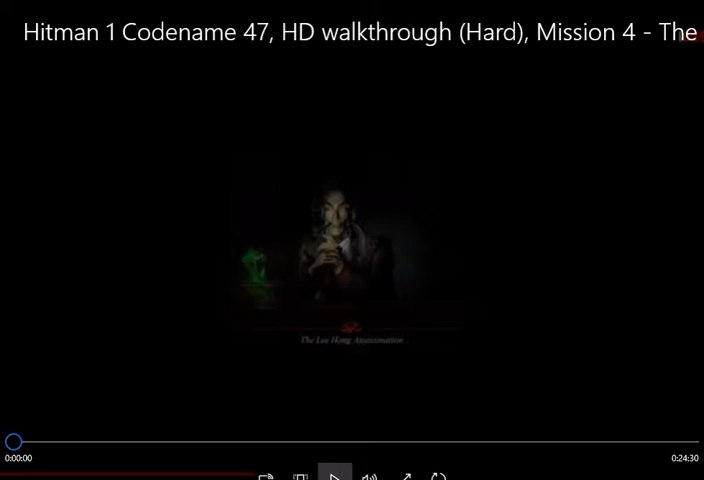 Hitman 1 Codename 47, HD walkthrough (Hard), Mission 4 - The
The Lee Hong Assassination
0:00:00
0:24:30